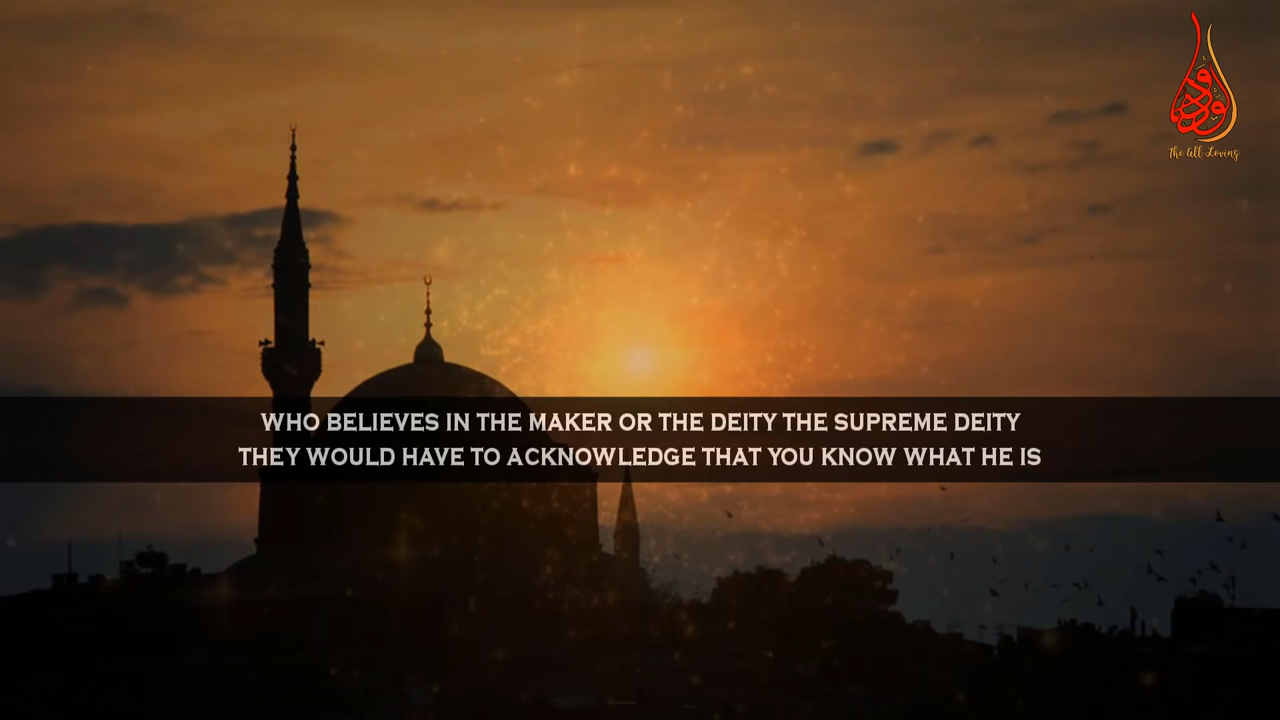 الودود
The All Loving
WHO BELIEVES IN THE MAKER OR THE DEITY THE SUPREME DEITY
THEY WOULD HAVE TO ACKNOWLEDGE THAT YOU KNOW WHAT HE IS